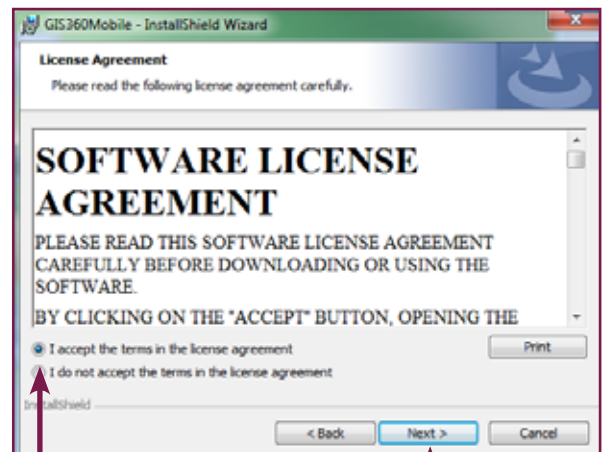 GIS360Mobile - InstallShield Wizard
License Agreement
Please read the following license agreement carefully.
SOFTWARE LICENSE
AGREEMENT
PLEASE READ THIS SOFTWARE LICENSE AGREEMENT
CAREFULLY BEFORE DOWNLOADING OR USING THE
SOFTWARE.
BY CLICKING ON THE "ACCEPT" BUTTON, OPENING THE
I accept the terms in the license agreement
Print
I do not accept the terms in the license agreement
InstallShield
< Back
Next >
Cancel